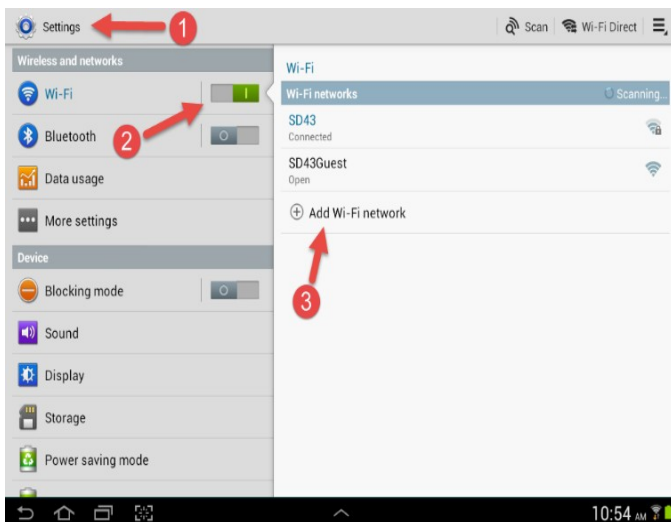 Settings
1
Scan
Wi-Fi Direct
Wireless and networks
Wi-Fi
2
Bluetooth
Data usage
More settings
Device
Blocking mode
Sound
Display
Storage
Power saving mode
Wi-Fi
Wi-Fi networks
Scanning...
SD43
Connected
SD43Guest
Open
Add Wi-Fi network
3
10:54 AM